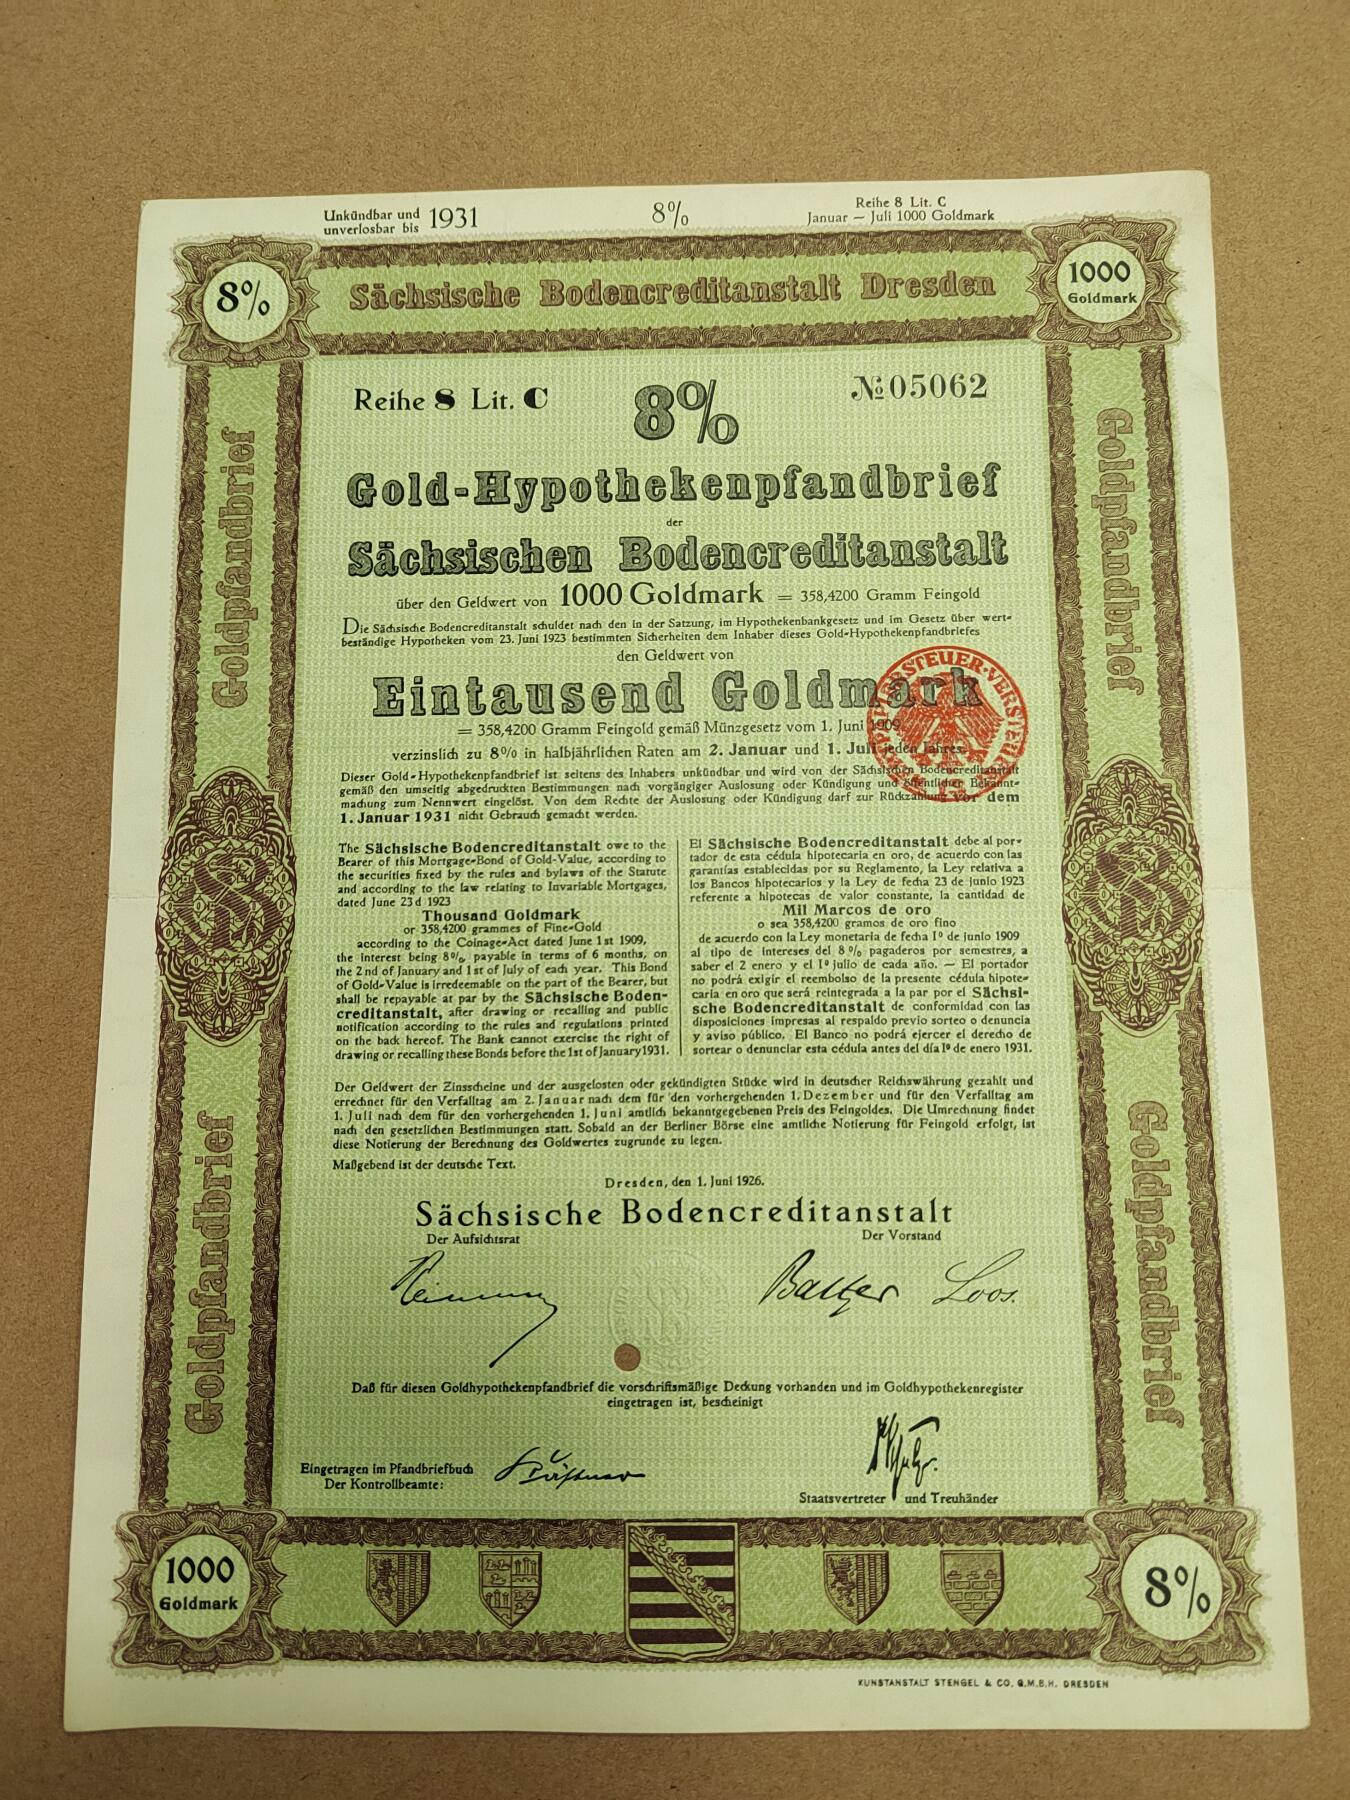 Unkündbar und
unverlosbar bis 1931
8%
Reihe 8 Lit. C
Januar — Juli 1000 Goldmark
8%
Sächsische Bodencreditanstalt Dresden
1000
Goldmark
Reihe 8 Lit. C
8%
№ 05062
Gold-Hypothekenpfandbrief
der
Sächsischen Bodencreditanstalt
über den Geldwert von 1000 Goldmark = 358,4200 Gramm Feingold
Die Sächsische Bodencreditanstalt schuldet nach den in der Satzung, im Hypothekenbankgesetz und im Gesetz über wert-
beständige Hypotheken vom 23. Juni 1923 bestimmten Sicherheiten dem Inhaber dieses Gold-Hypothekenpfandbriefes
den Geldwert von
Eintausend Goldmark
= 358,4200 Gramm Feingold gemäß Münzgesetz vom 1. Juni 1909
verzinslich zu 8% in halbjährlichen Raten am 2. Januar und 1. Juli jeden Jahres.
Dieser Gold-Hypothekenpfandbrief ist seitens des Inhabers unkündbar und wird von der Sächsischen Bodencreditanstalt
gemäß den umseitig abgedruckten Bestimmungen nach vorgängiger Auslosung oder Kündigung und öffentlicher Bekannt-
machung zum Nennwert eingelöst. Von dem Rechte der Auslosung oder Kündigung darf zur Rückzahlung vor dem
1. Januar 1931 nicht Gebrauch gemacht werden.
The Sächsische Bodencreditanstalt owe to the
Bearer of this Mortgage-Bond of Gold-Value, according to
the securities fixed by the rules and bylaws of the Statute
and according to the law relating to Invariable Mortgages,
dated June 23d 1923
Thousand Goldmark
or 358,4200 grammes of Fine-Gold
according to the Coinage-Act dated June 1st 1909,
the interest being 8%, payable in terms of 6 months, on
the 2nd of January and 1st of July of each year. This Bond
of Gold-Value is irredeemable on the part of the Bearer, but
shall be repayable at par by the Sächsische Boden-
creditanstalt, after drawing or recalling and public
notification according to the rules and regulations printed
on the back hereof. The Bank cannot exercise the right of
drawing or recalling these Bonds before the 1st of January 1931.
El Sächsische Bodencreditanstalt debe al por-
tador de esta cédula hipotecaria en oro, de acuerdo con las
garantías establecidas por su Reglamento, la Ley relativa a
los Bancos hipotecarios y la Ley de fecha 23 de junio 1923
referente a hipotecas de valor constante, la cantidad de
Mil Marcos de oro
o sea 358,4200 gramos de oro fino
de acuerdo con la Ley monetaria de fecha 1º de junio 1909
al tipo de intereses del 8% pagaderos por semestres, a
saber el 2 enero y el 1º julio de cada año. — El portador
no podrá exigir el reembolso de la presente cédula hipote-
caria en oro que será reintegrada a la par por el Sächsi-
sche Bodencreditanstalt de conformidad con las
disposiciones impresas al respaldo previo sorteo o denuncia
y aviso público. El Banco no podrá ejercer el derecho de
sortear o denunciar esta cédula antes del día 1º de enero 1931.
Der Geldwert der Zinsscheine und der ausgelosten oder gekündigten Stücke wird in deutscher Reichswährung gezahlt und
errechnet für den Verfalltag am 2. Januar nach dem für den vorhergehenden 1. Dezember und für den Verfalltag am
1. Juli nach dem für den vorhergehenden 1. Juni amtlich bekanntgegebenen Preis des Feingoldes. Die Umrechnung findet
nach den gesetzlichen Bestimmungen statt. Sobald an der Berliner Börse eine amtliche Notierung für Feingold erfolgt, ist
diese Notierung der Berechnung des Goldwertes zugrunde zu legen.
Maßgebend ist der deutsche Text.
Dresden, den 1. Juni 1926.
Sächsische Bodencreditanstalt
Der Aufsichtsrat
Der Vorstand
Baltzer Loos.
Daß für diesen Goldhypothekenpfandbrief die vorschriftsmäßige Deckung vorhanden und im Goldhypothekenregister
eingetragen ist, bescheinigt
Eingetragen im Pfandbriefbuch
Der Kontrollbeamte:
Staatsvertreter und Treuhänder
Goldpfandbrief
Goldpfandbrief
Goldpfandbrief
Goldpfandbrief
1000
Goldmark
8%
KUNSTANSTALT STENGEL & CO. G.M.B.H. DRESDEN